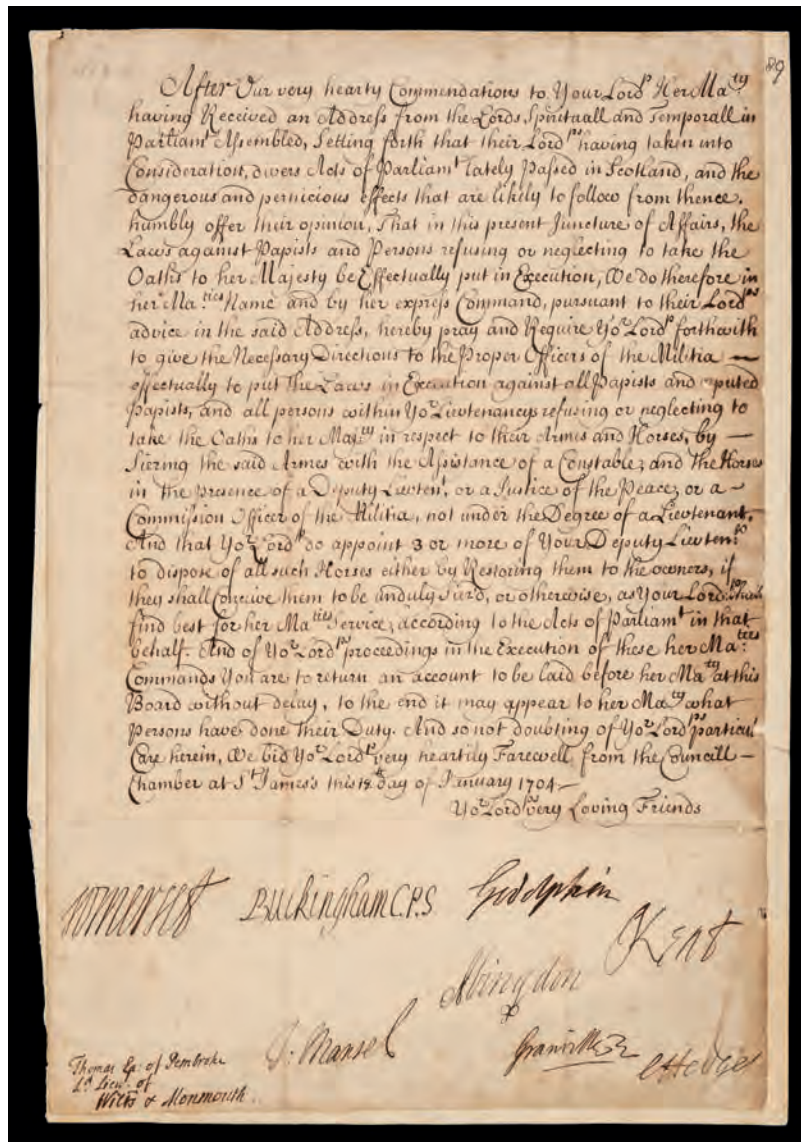 89
After Our very hearty Commendations to Your Lordp. Her Maty.
having Received an Address from the Lords Spirituall and Temporall in
Parliamt. Assembled, Setting forth that their Lordps having taken into
Consideration, divers Acts of Parliamt. lately Passed in Scotland, and the
dangerous and pernicious effects that are likely to follow from thence,
humbly offer their opinion, That in this present Juncture of Affairs, the
Laws against Papists and Persons refusing or neglecting to take the
Oaths to her Majesty be Effectually put in Execution, We do therefore in
her Ma:ties Name and by her express Command, pursuant to their Lordps
advice in the said Address, hereby pray and Require Yor. Lordp. forthwith
to give the Necessary Directions to the Proper Officers of the Militia —
effectually to put the Laws in Execution against all Papists and reputed
Papists, and all persons within Yor. Lieutenancys refusing or neglecting to
take the Oaths to her Maj:ty in respect to their Armes and Horses, by —
Siezing the said Armes with the Assistance of a Constable; and the Horses
in the presence of a Deputy Lieutent. or a Justice of the Peace, or a —
Commission Officer of the Militia, not under the Degree of a Lieutenant.
And that Yor. Lordp. do appoint 3 or more of Your Deputy Lieutents.
to dispose of all such Horses either by Restoring them to the owners, if
they shall conceive them to be unduly Siezd, or otherwise, as Your Lordp. shall
find best for her Maties Service, according to the Acts of Parliamt. in that
behalf. And of Yor. Lordps proceedings in the Execution of these her Ma:ties
Commands You are to return an account to be laid before her Maty at this
Board without delay, to the end it may appear to her Maty what
Persons have done their Duty. And so not doubting of Yor. Lordps particulr
Care herein, We bid Yor. Lordp. very heartily Farewell, from the Councill —
Chamber at St. James's this 18th day of January 1704 —
Yor. Lordps very Loving Friends
Somerset Buckingham C.P.S. Godolphin
Kent
Abingdon
T: Mansel Granville
C Hedges
Thomas Ea: of Pembroke
Ld. Lieu. of
Wilts & Monmouth.